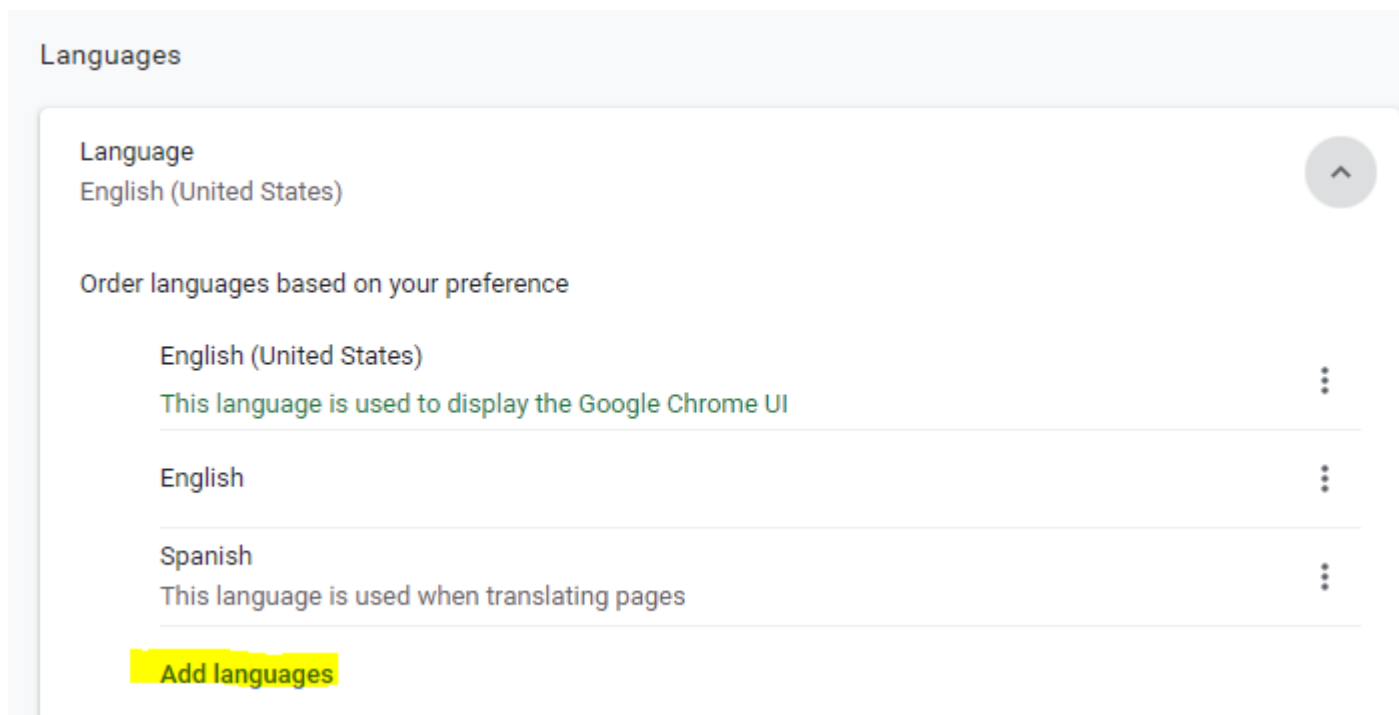 Languages
Language
English (United States)
Order languages based on your preference
English (United States)
This language is used to display the Google Chrome UI
English
Spanish
This language is used when translating pages
Add languages